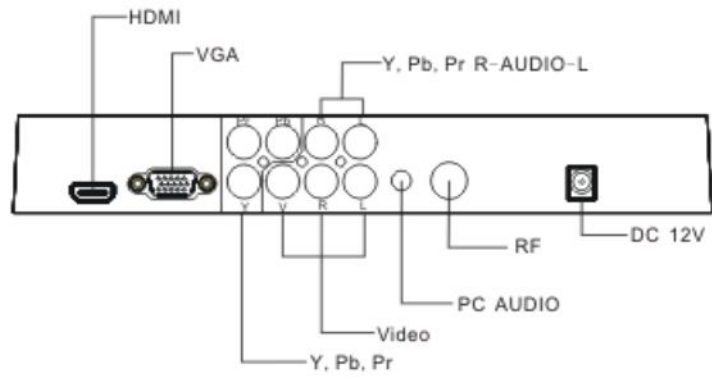 HDMI
VGA
Y, Pb, Pr R-AUDIO-L
Pr Pb R L
Y V R L
DC 12V
RF
PC AUDIO
Video
Y, Pb, Pr